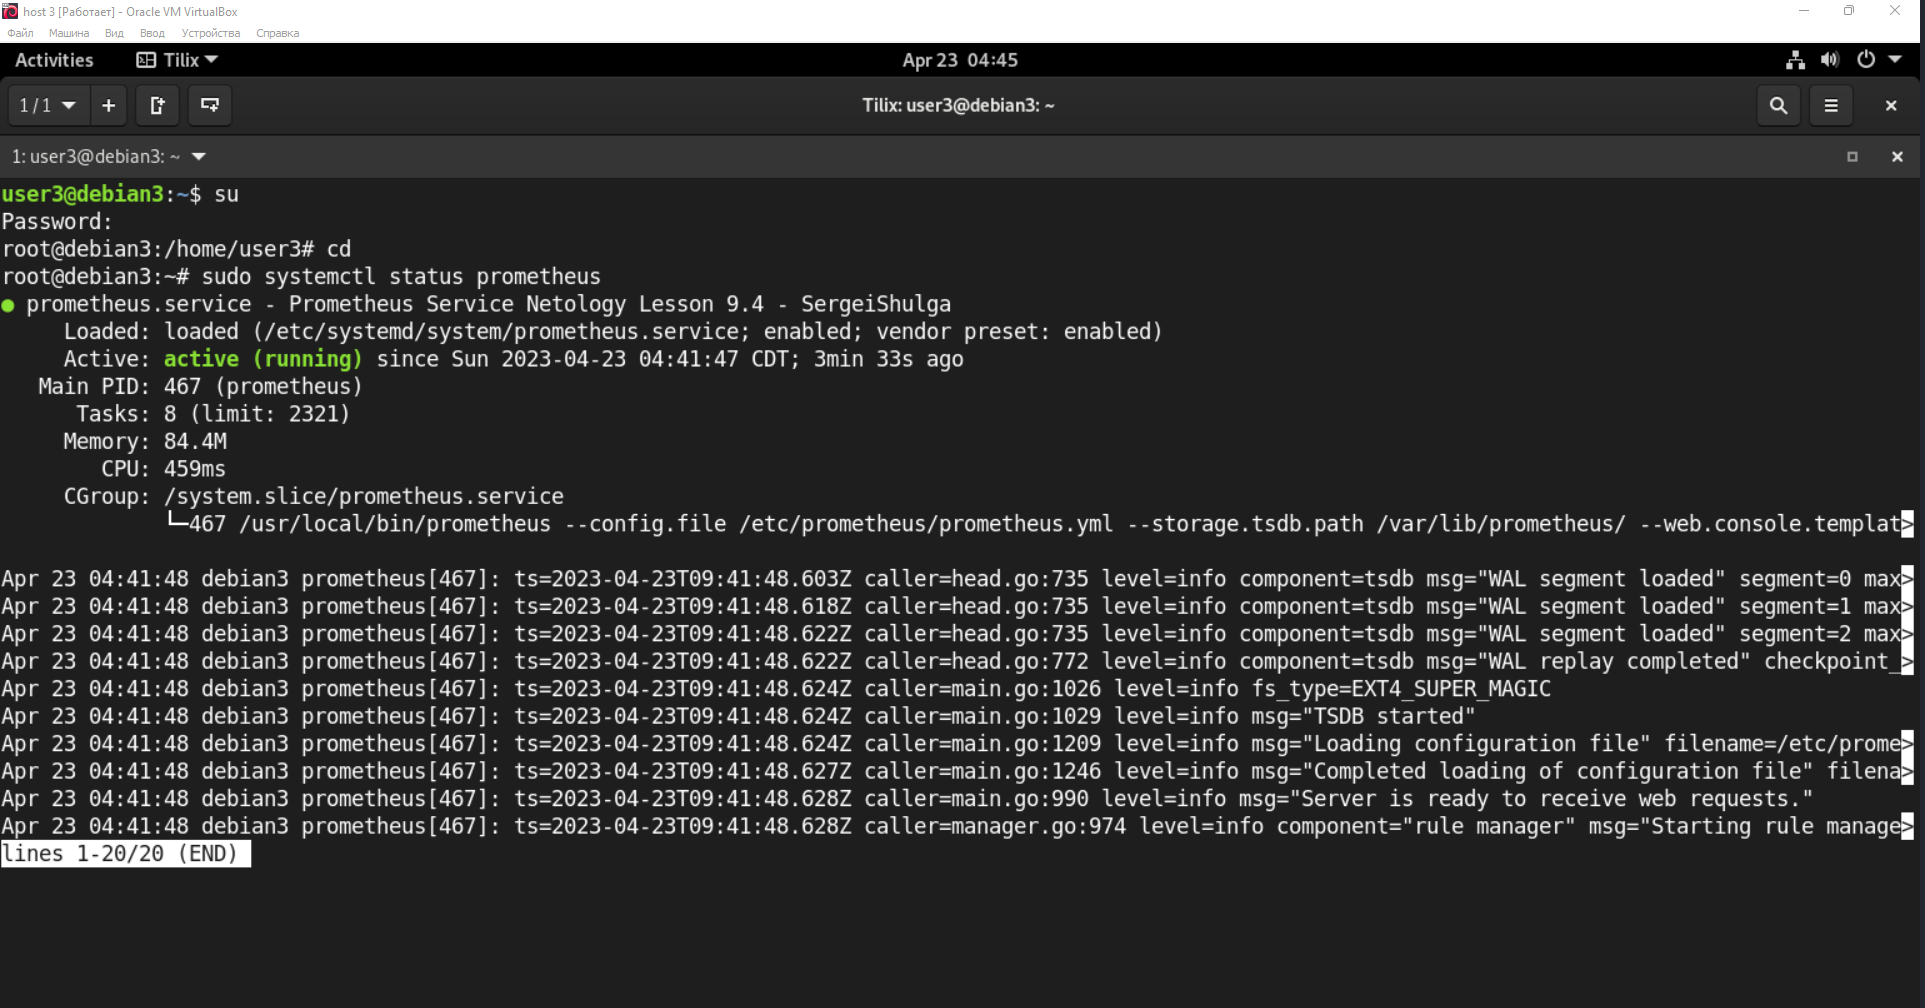 host 3 [Работает] - Oracle VM VirtualBox
Файл Машина Вид Ввод Устройства Справка
Activities Tilix Apr 23 04:45
1 / 1 Tilix: user3@debian3: ~
1: user3@debian3: ~
user3@debian3:~$ su
Password:
root@debian3:/home/user3# cd
root@debian3:~# sudo systemctl status prometheus
● prometheus.service - Prometheus Service Netology Lesson 9.4 - SergeiShulga
Loaded: loaded (/etc/systemd/system/prometheus.service; enabled; vendor preset: enabled)
Active: active (running) since Sun 2023-04-23 04:41:47 CDT; 3min 33s ago
Main PID: 467 (prometheus)
Tasks: 8 (limit: 2321)
Memory: 84.4M
CPU: 459ms
CGroup: /system.slice/prometheus.service
└─467 /usr/local/bin/prometheus --config.file /etc/prometheus/prometheus.yml --storage.tsdb.path /var/lib/prometheus/ --web.console.templat>
Apr 23 04:41:48 debian3 prometheus[467]: ts=2023-04-23T09:41:48.603Z caller=head.go:735 level=info component=tsdb msg="WAL segment loaded" segment=0 max>
Apr 23 04:41:48 debian3 prometheus[467]: ts=2023-04-23T09:41:48.618Z caller=head.go:735 level=info component=tsdb msg="WAL segment loaded" segment=1 max>
Apr 23 04:41:48 debian3 prometheus[467]: ts=2023-04-23T09:41:48.622Z caller=head.go:735 level=info component=tsdb msg="WAL segment loaded" segment=2 max>
Apr 23 04:41:48 debian3 prometheus[467]: ts=2023-04-23T09:41:48.622Z caller=head.go:772 level=info component=tsdb msg="WAL replay completed" checkpoint_>
Apr 23 04:41:48 debian3 prometheus[467]: ts=2023-04-23T09:41:48.624Z caller=main.go:1026 level=info fs_type=EXT4_SUPER_MAGIC
Apr 23 04:41:48 debian3 prometheus[467]: ts=2023-04-23T09:41:48.624Z caller=main.go:1029 level=info msg="TSDB started"
Apr 23 04:41:48 debian3 prometheus[467]: ts=2023-04-23T09:41:48.624Z caller=main.go:1209 level=info msg="Loading configuration file" filename=/etc/prome>
Apr 23 04:41:48 debian3 prometheus[467]: ts=2023-04-23T09:41:48.627Z caller=main.go:1246 level=info msg="Completed loading of configuration file" filena>
Apr 23 04:41:48 debian3 prometheus[467]: ts=2023-04-23T09:41:48.628Z caller=main.go:990 level=info msg="Server is ready to receive web requests."
Apr 23 04:41:48 debian3 prometheus[467]: ts=2023-04-23T09:41:48.628Z caller=manager.go:974 level=info component="rule manager" msg="Starting rule manage>
lines 1-20/20 (END)